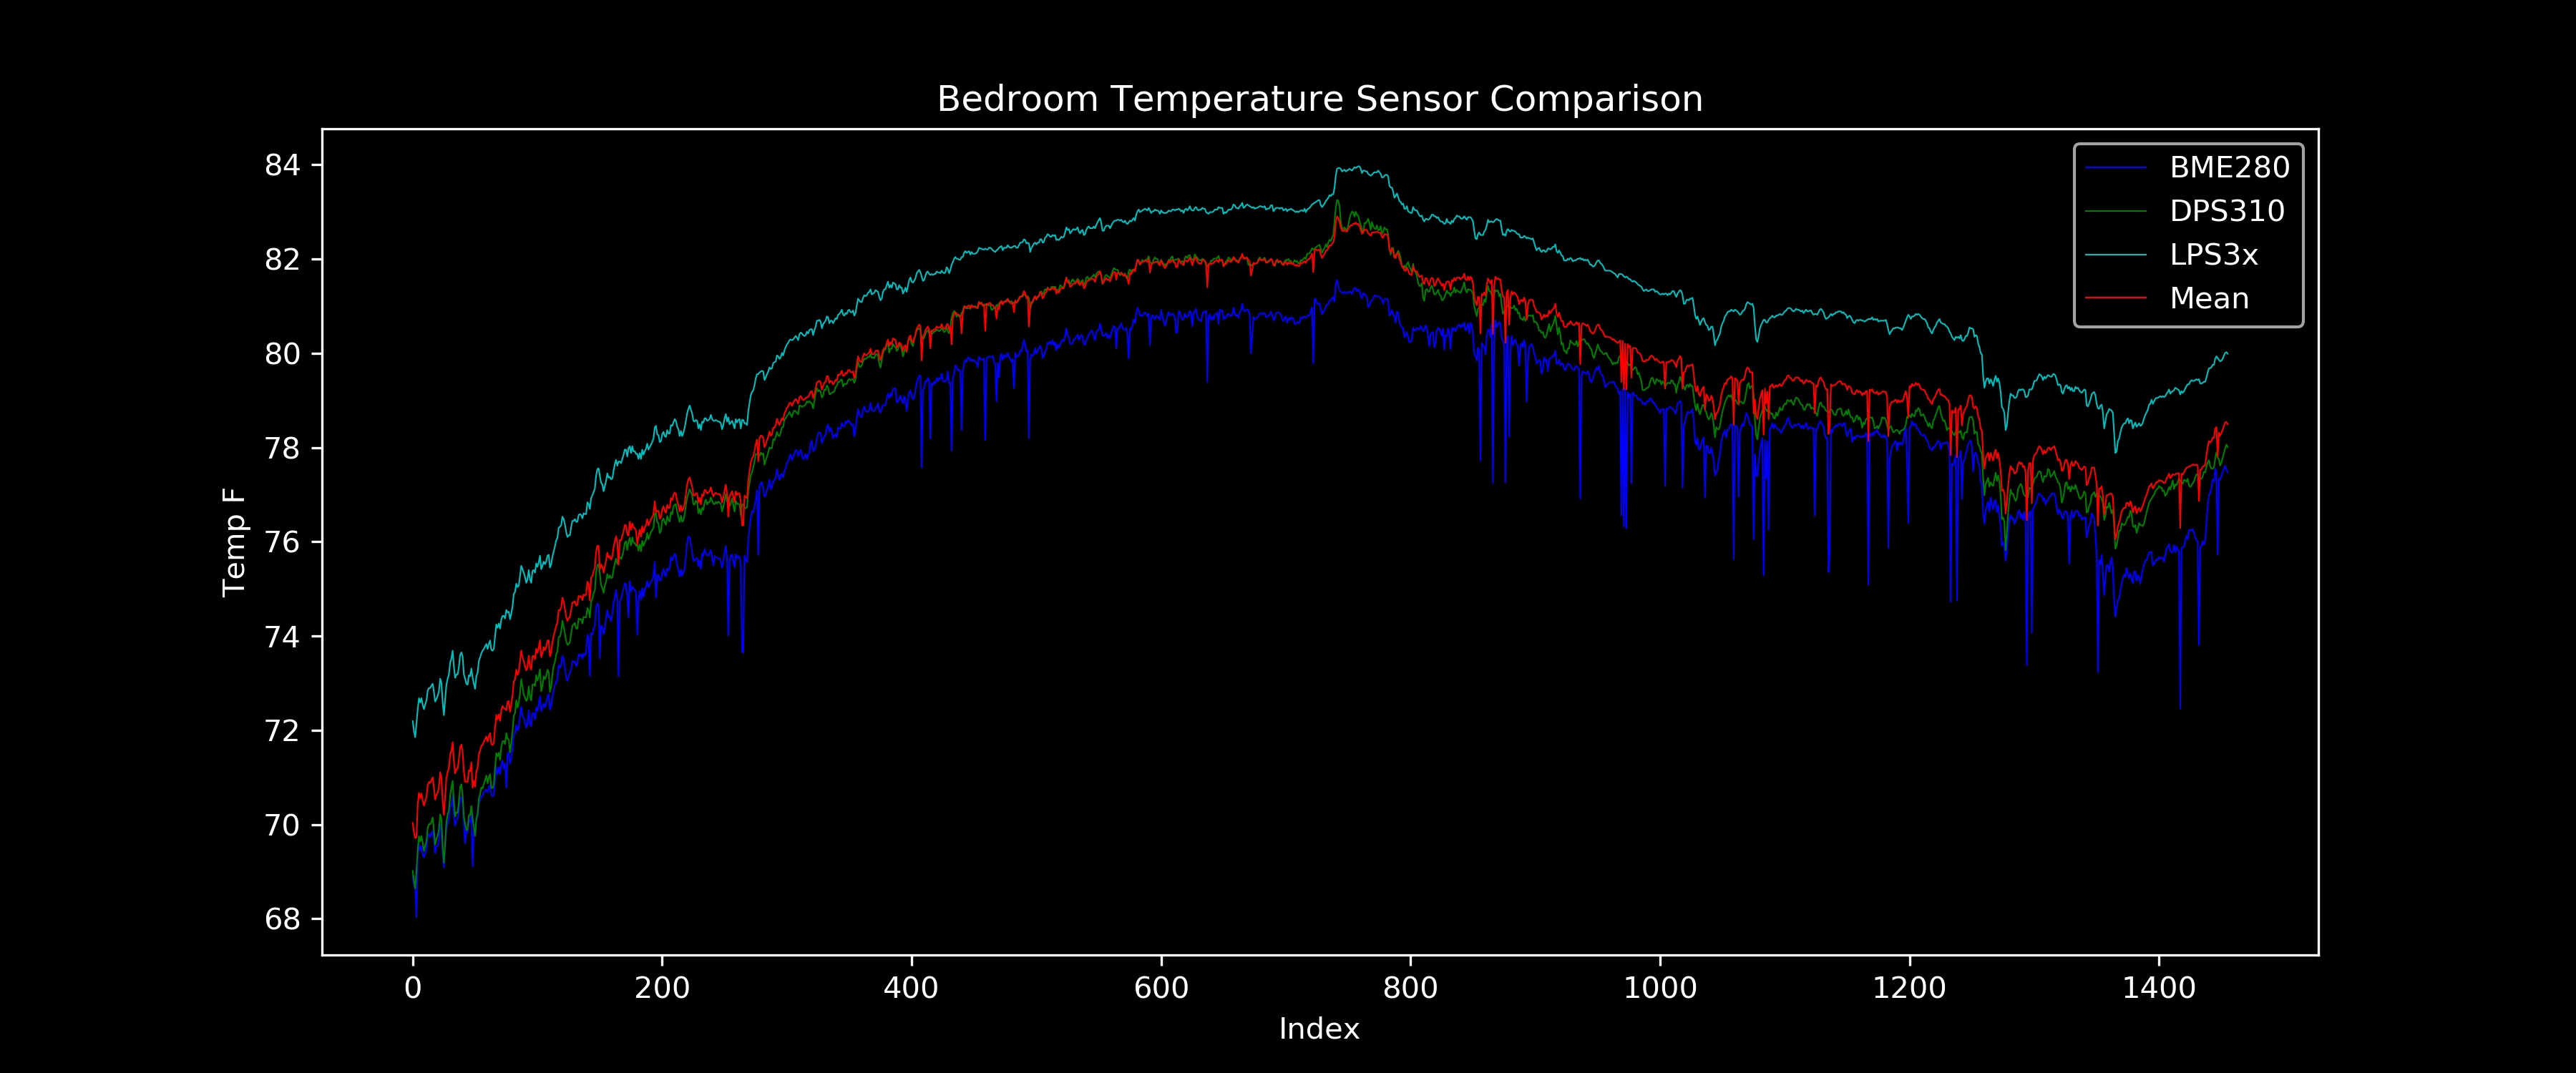 Bedroom Temperature Sensor Comparison
84
82
80
78
76
74
72
70
68
Temp F
BME280
DPS310
LPS3x
Mean
0 200 400 600 800 1000 1200 1400
Index